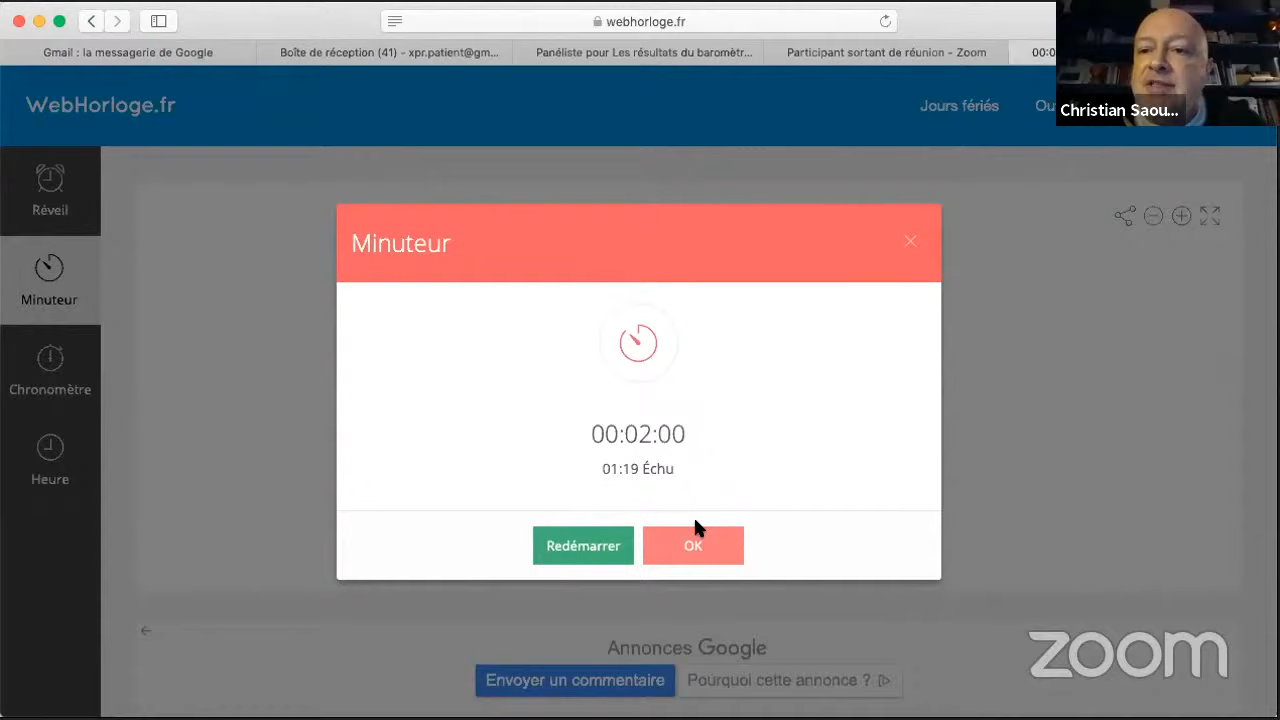 webhorloge.fr
Gmail : la messagerie de Google
Boîte de réception (41) - xpr.patient@gm...
Panéliste pour Les résultats du baromètr...
Participant sortant de réunion - Zoom
00:0
Christian Saou...
WebHorloge.fr
Jours fériés
Ou
Réveil
Minuteur
Chronomètre
Heure
Minuteur
00:02:00
01:19 Échu
Redémarrer
OK
Annonces Google
Envoyer un commentaire
Pourquoi cette annonce ?
zoom